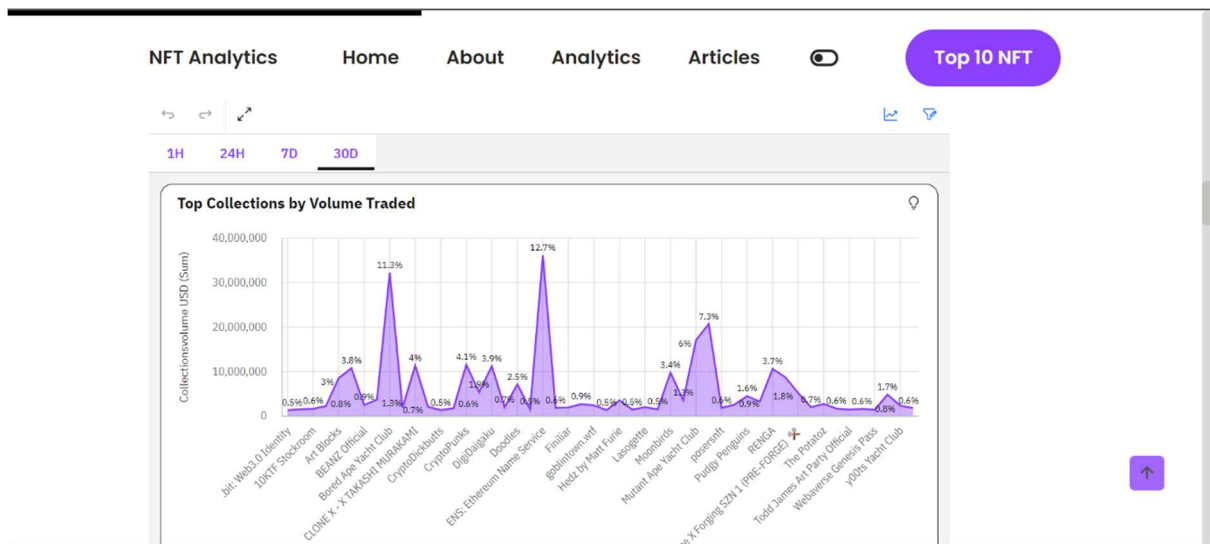 NFT Analytics Home About Analytics Articles Top 10 NFT
1H 24H 7D 30D
Top Collections by Volume Traded
Collectionsvolume USD (Sum)
40,000,000
30,000,000
20,000,000
10,000,000
0
0.5% 0.6% 3% 3.8% 0.8% 0.9% 11.3% 1.3% 4% 0.7% 0.5% 0.6% 4.1% 1.9% 3.9% 0.7% 2.5% 12.7% 0.6% 0.9% 0.5% 0.5% 0.5% 3.4% 1.3% 6% 7.3% 0.6% 1.6% 0.9% 3.7% 1.8% 0.7% 0.6% 0.6% 0.8% 1.7% 0.6%
.bit: Web3.0 Identity
10KTF Stockroom
Art Blocks
BEANZ Official
Bored Ape Yacht Club
CLONE X - X TAKASHI MURAKAMI
CryptoDickbutts
CryptoPunks
DigiDaigaku
Doodles
ENS: Ethereum Name Service
Finiliar
goblintown.wtf
Hedz by Matt Furie
Lasogette
Moonbirds
Mutant Ape Yacht Club
posersnft
Pudgy Penguins
RENGA
e X Forging SZN 1 (PRE-FORGE)
The Potatoz
Todd James Art Party Official
Webaverse Genesis Pass
y00ts Yacht Club